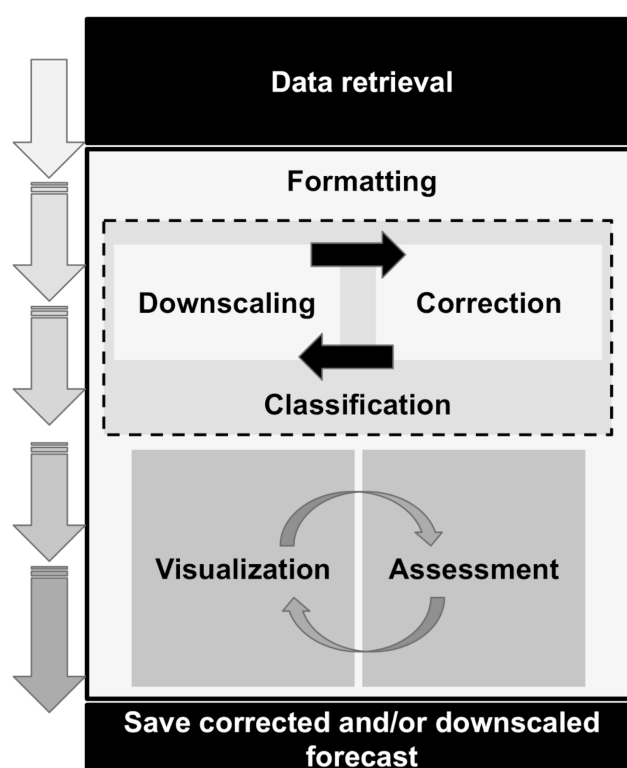 Data retrieval
Formatting
Downscaling
Correction
Classification
Visualization
Assessment
Save corrected and/or downscaled
forecast